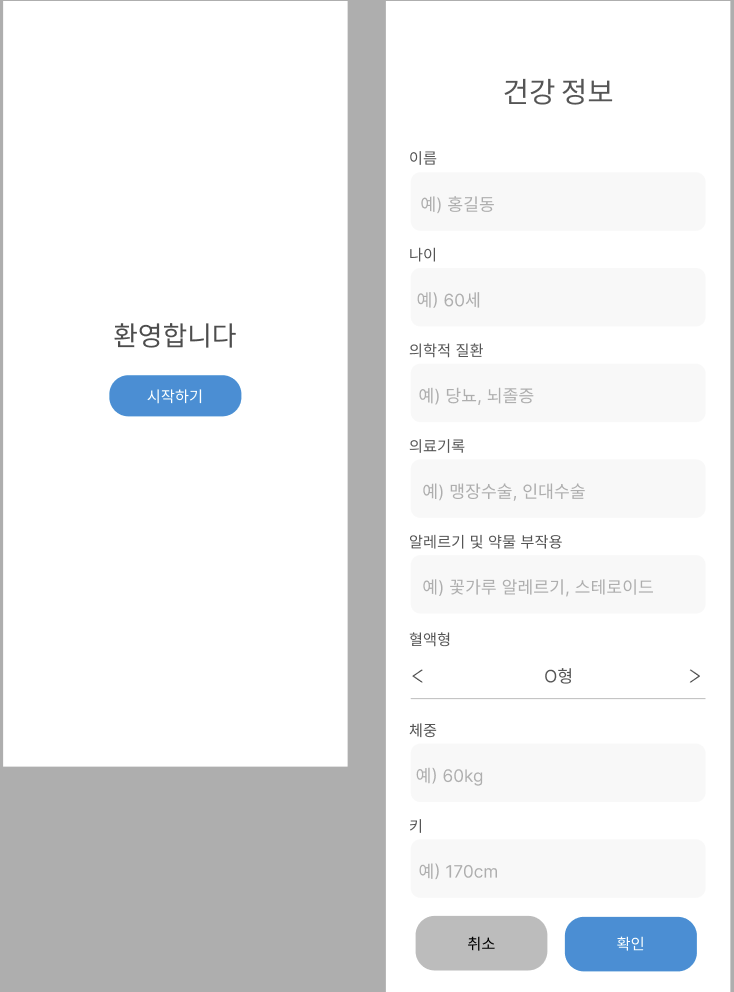 환영합니다
시작하기
건강 정보
이름
예) 홍길동
나이
예) 60세
의학적 질환
예) 당뇨, 뇌졸증
의료기록
예) 맹장수술, 인대수술
알레르기 및 약물 부작용
예) 꽃가루 알레르기, 스테로이드
혈액형
< O형 >
체중
예) 60kg
키
예) 170cm
취소 확인